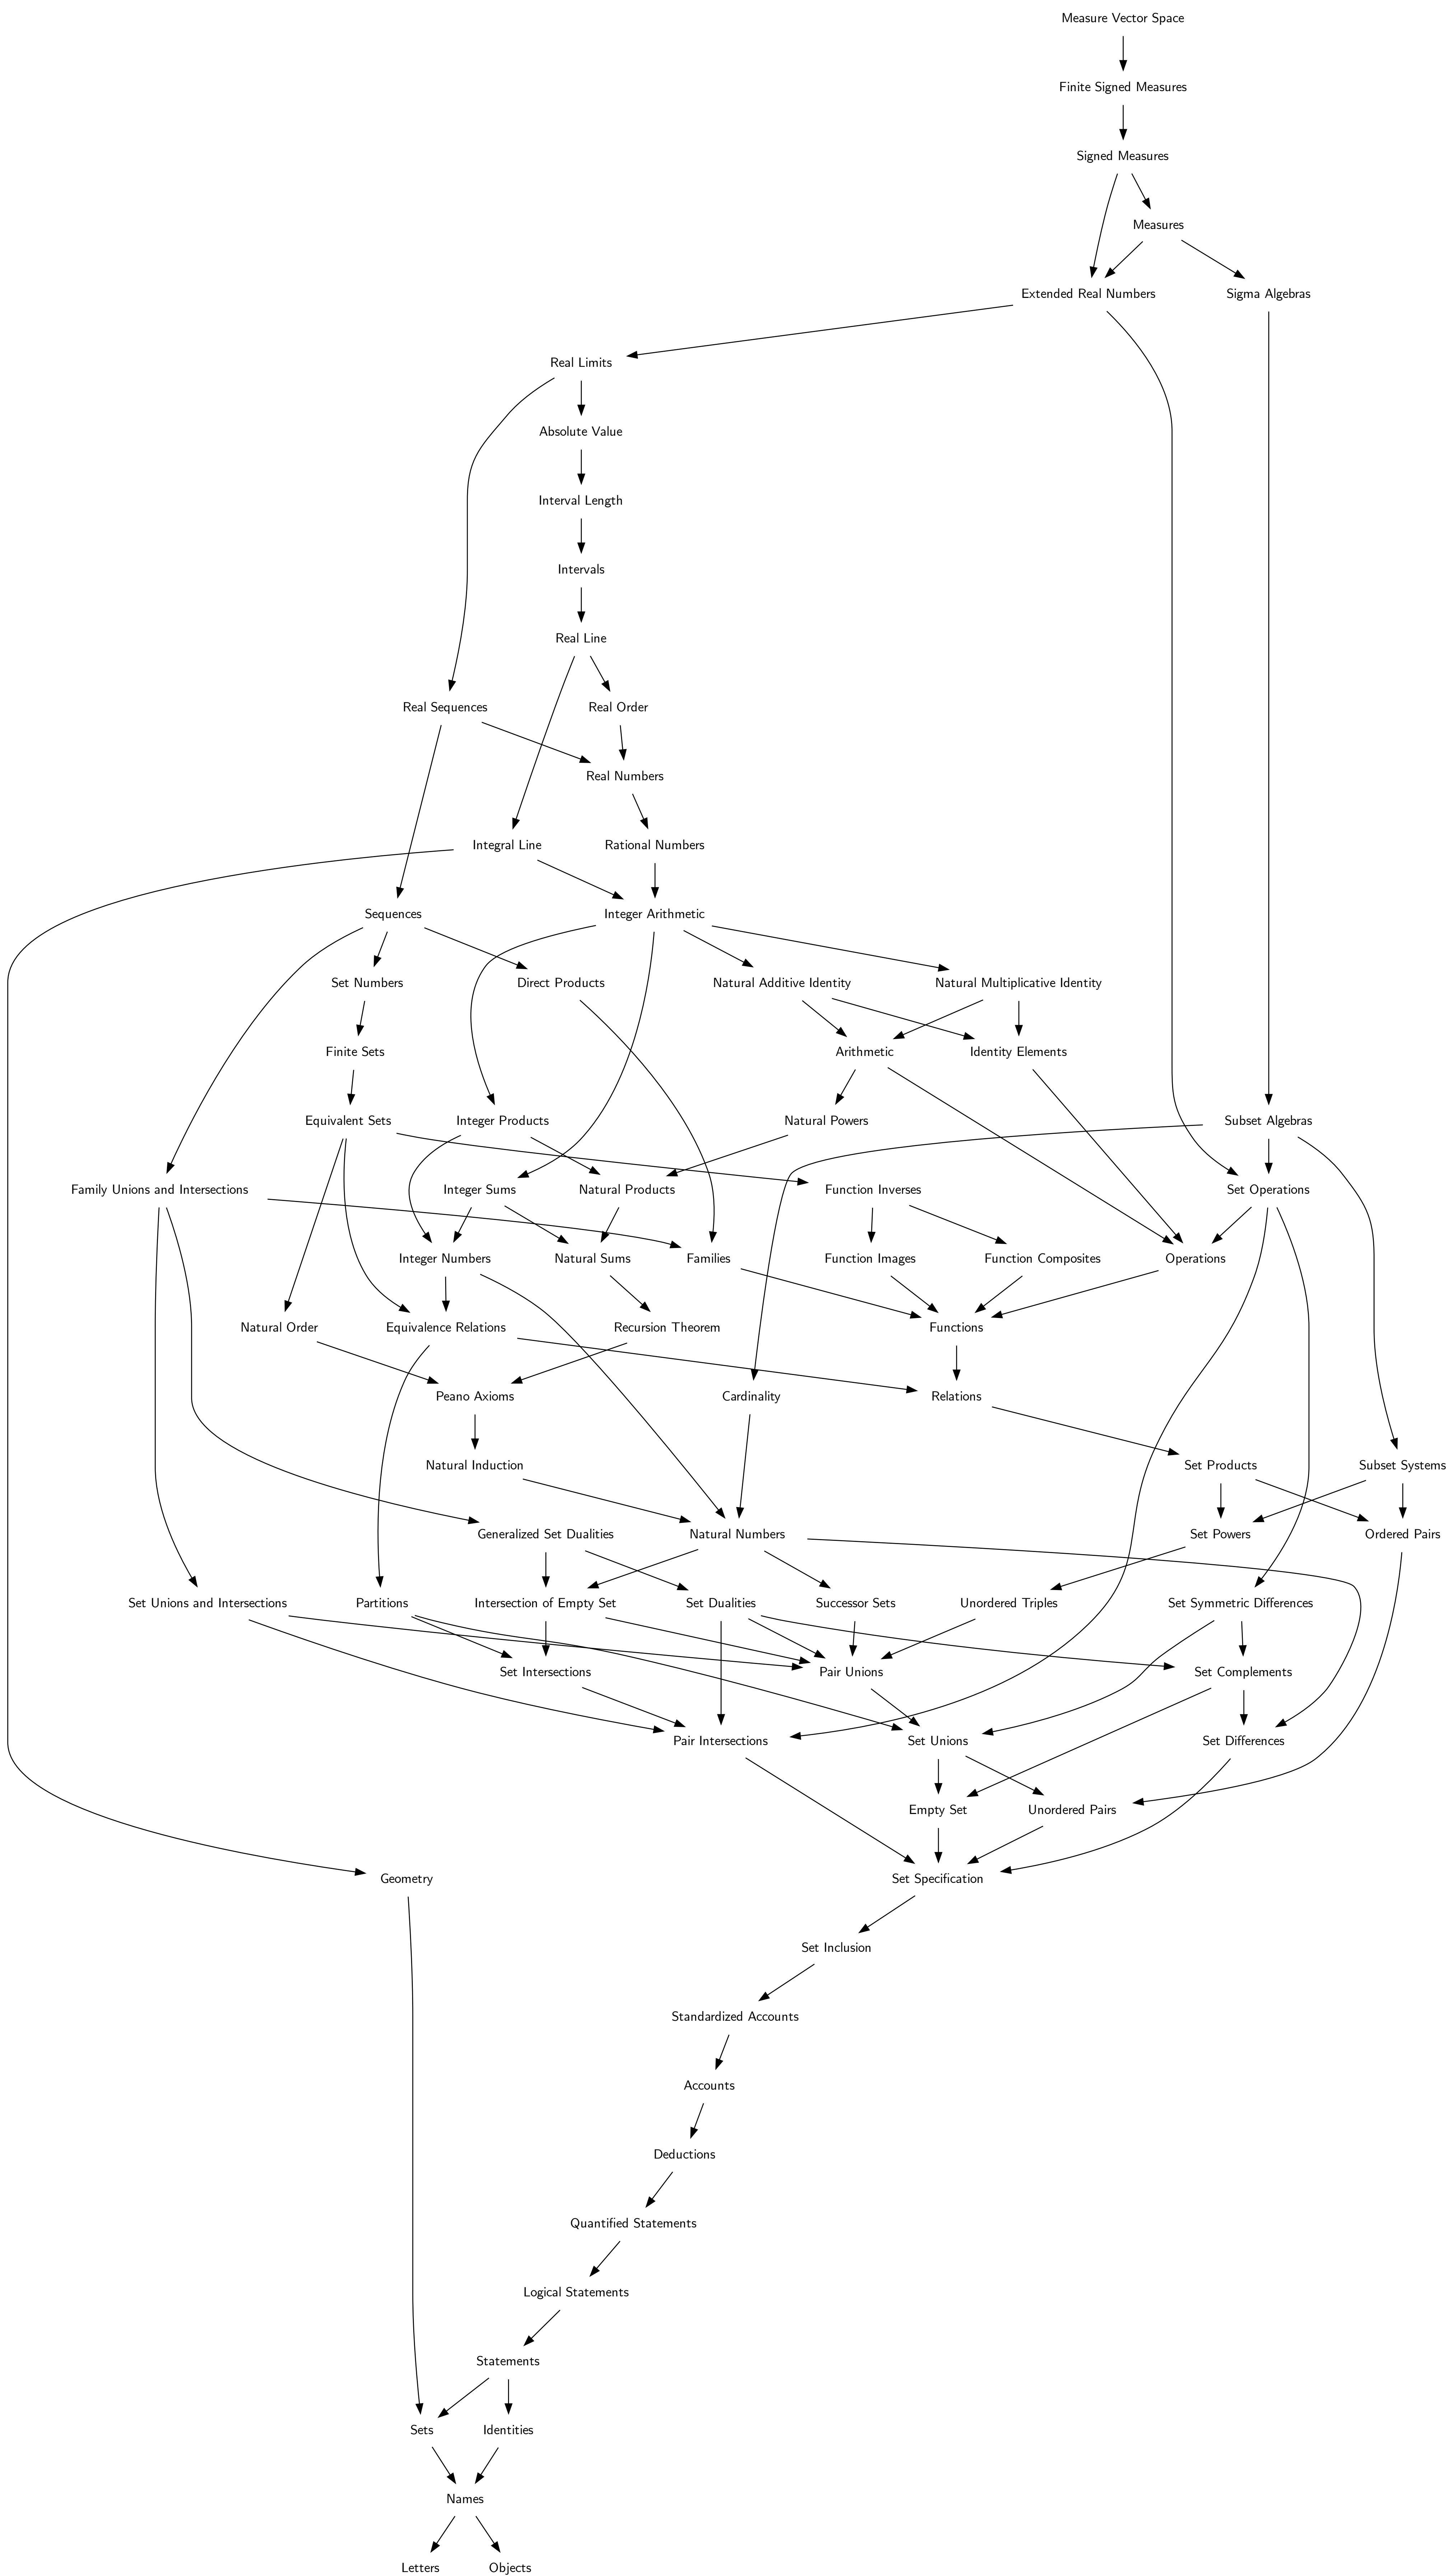 Measure Vector Space
Finite Signed Measures
Signed Measures
Measures
Extended Real Numbers
Sigma Algebras
Real Limits
Absolute Value
Interval Length
Intervals
Real Line
Real Sequences
Real Order
Real Numbers
Integral Line
Rational Numbers
Sequences
Integer Arithmetic
Set Numbers
Direct Products
Natural Additive Identity
Natural Multiplicative Identity
Finite Sets
Arithmetic
Identity Elements
Equivalent Sets
Integer Products
Natural Powers
Subset Algebras
Family Unions and Intersections
Integer Sums
Natural Products
Function Inverses
Set Operations
Integer Numbers
Natural Sums
Families
Function Images
Function Composites
Operations
Natural Order
Equivalence Relations
Recursion Theorem
Functions
Peano Axioms
Cardinality
Relations
Natural Induction
Set Products
Subset Systems
Generalized Set Dualities
Natural Numbers
Set Powers
Ordered Pairs
Set Unions and Intersections
Partitions
Intersection of Empty Set
Set Dualities
Successor Sets
Unordered Triples
Set Symmetric Differences
Set Intersections
Pair Unions
Set Complements
Pair Intersections
Set Unions
Set Differences
Empty Set
Unordered Pairs
Geometry
Set Specification
Set Inclusion
Standardized Accounts
Accounts
Deductions
Quantified Statements
Logical Statements
Statements
Sets
Identities
Names
Letters
Objects